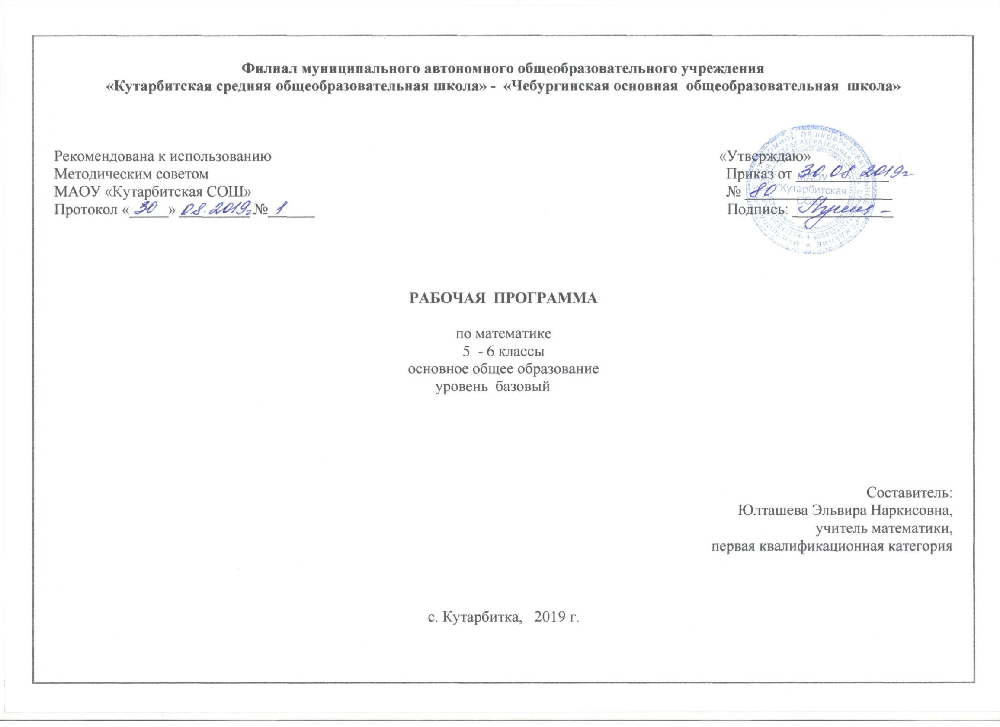 Филиал муниципального автономного общеобразовательного учреждения
«Кутарбитская средняя общеобразовательная школа» - «Чебургинская основная общеобразовательная школа»
Рекомендована к использованию
Методическим советом
МАОУ «Кутарбитская СОШ»
Протокол « 30 » 08.2019г №1
«Утверждаю»
Приказ от 30.08.2019г
№ 80
Подпись:
МАОУ
"Кутарбитская
СОШ"
РАБОЧАЯ ПРОГРАММА
по математике
5 - 6 классы
основное общее образование
уровень базовый
Составитель:
Юлташева Эльвира Наркисовна,
учитель математики,
первая квалификационная категория
с. Кутарбитка, 2019 г.